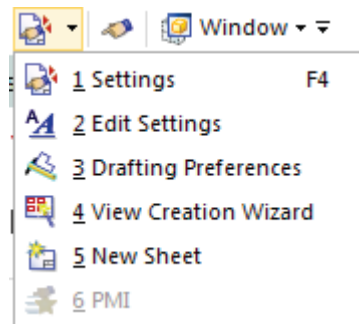 Window
1 Settings F4
2 Edit Settings
3 Drafting Preferences
4 View Creation Wizard
5 New Sheet
6 PMI